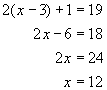 2(x − 3) + 1 = 19
2x − 6 = 18
2x = 24
x = 12